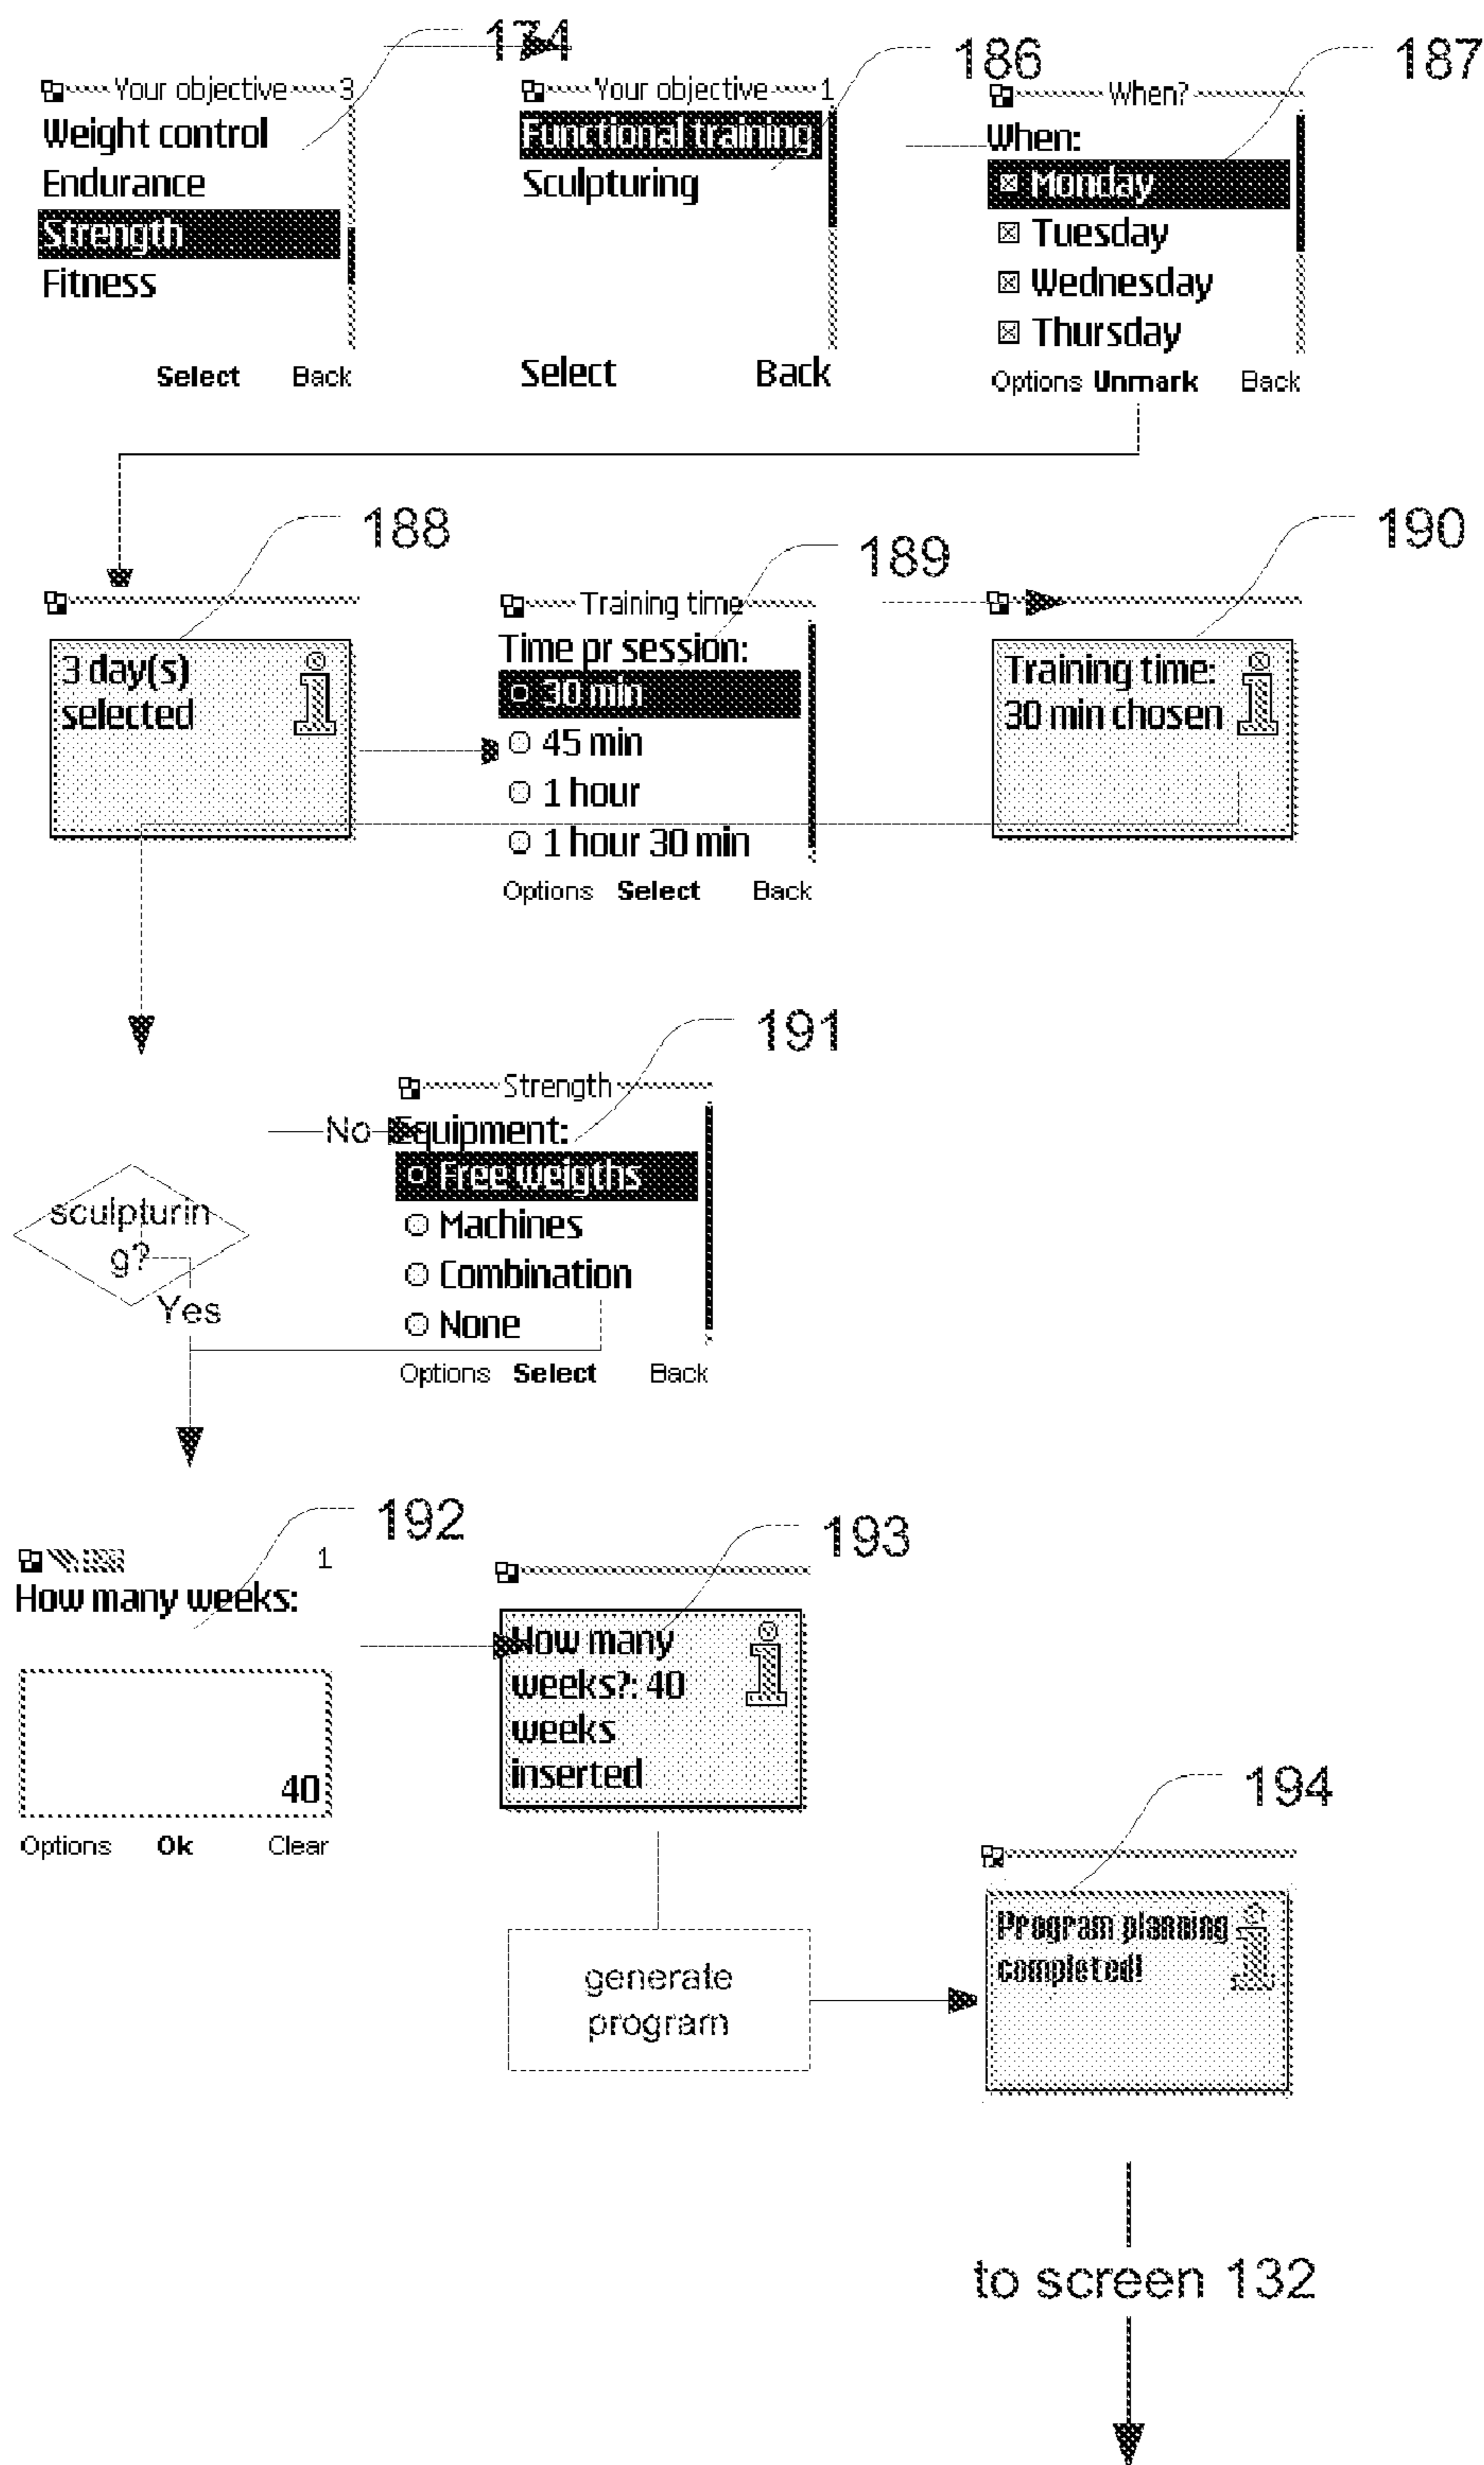 174
Your objective 3
Weight control
Endurance
Strength
Fitness
Select Back
186
Your objective 1
Functional training
Sculpturing
Select Back
187
When?
When:
Monday
Tuesday
Wednesday
Thursday
Options Unmark Back
188
3 day(s)
selected
189
Training time
Time pr session:
30 min
45 min
1 hour
1 hour 30 min
Options Select Back
190
Training time:
30 min chosen
sculpturin
g?
No
Yes
191
Strength
Equipment:
Free weigths
Machines
Combination
None
Options Select Back
192
1
How many weeks:
40
Options Ok Clear
193
How many
weeks?: 40
weeks
inserted
generate
program
194
Program planning
completed!
to screen 132